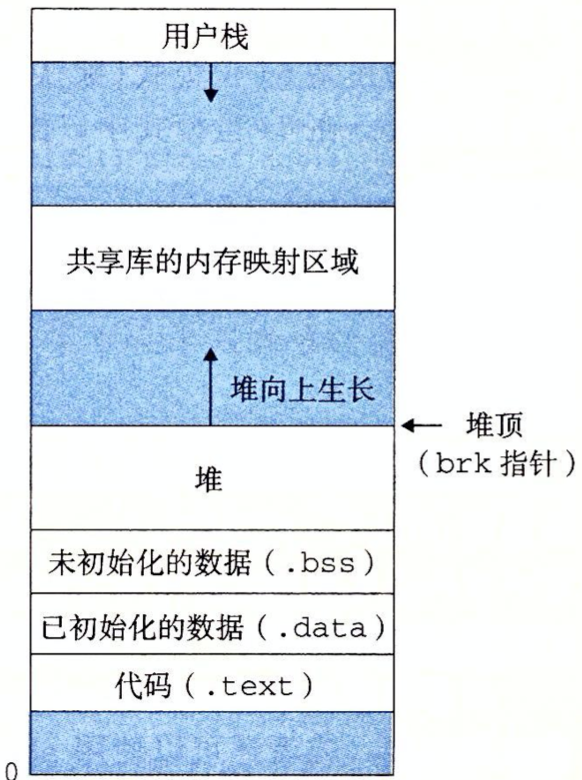 用户栈
共享库的内存映射区域
堆向上生长
堆顶
（brk 指针）
堆
未初始化的数据（.bss）
已初始化的数据（.data）
代码（.text）
0